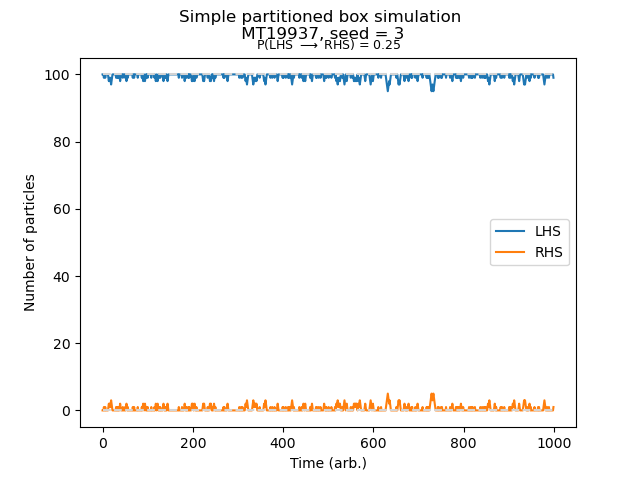 Simple partitioned box simulation
MT19937, seed = 3
P(LHS ⟶ RHS) = 0.25
Number of particles
100
80
60
40
20
0
LHS
RHS
0 200 400 600 800 1000
Time (arb.)